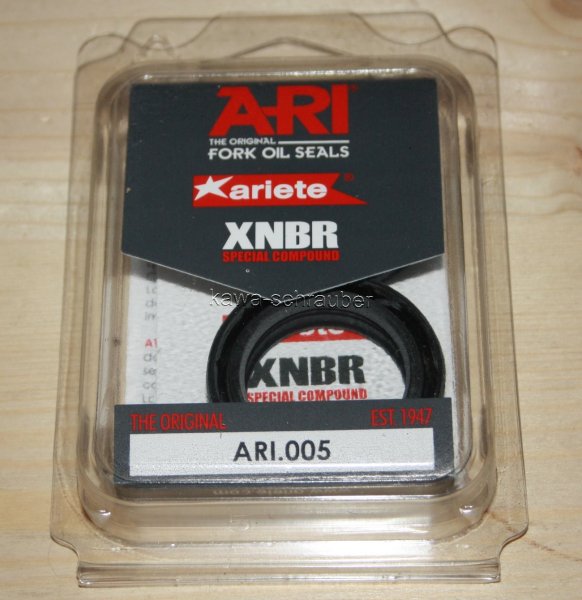 ARI
THE ORIGINAL
FORK OIL SEALS
ariete®
XNBR
SPECIAL COMPOUND
kawa-schrauber
XNBR
SPECIAL COMPOUND
THE ORIGINAL EST. 1947
ARI.005